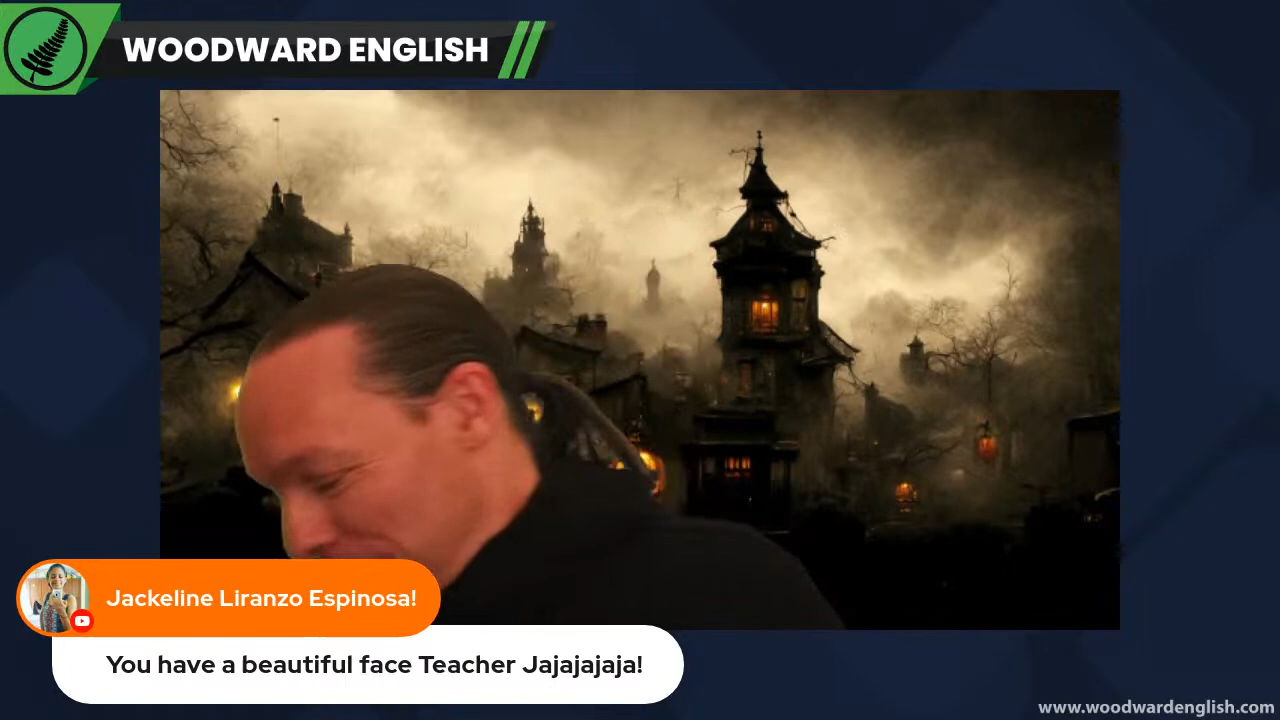 WOODWARD ENGLISH
Jackeline Liranzo Espinosa!
You have a beautiful face Teacher Jajajajaja!
www.woodwardenglish.com